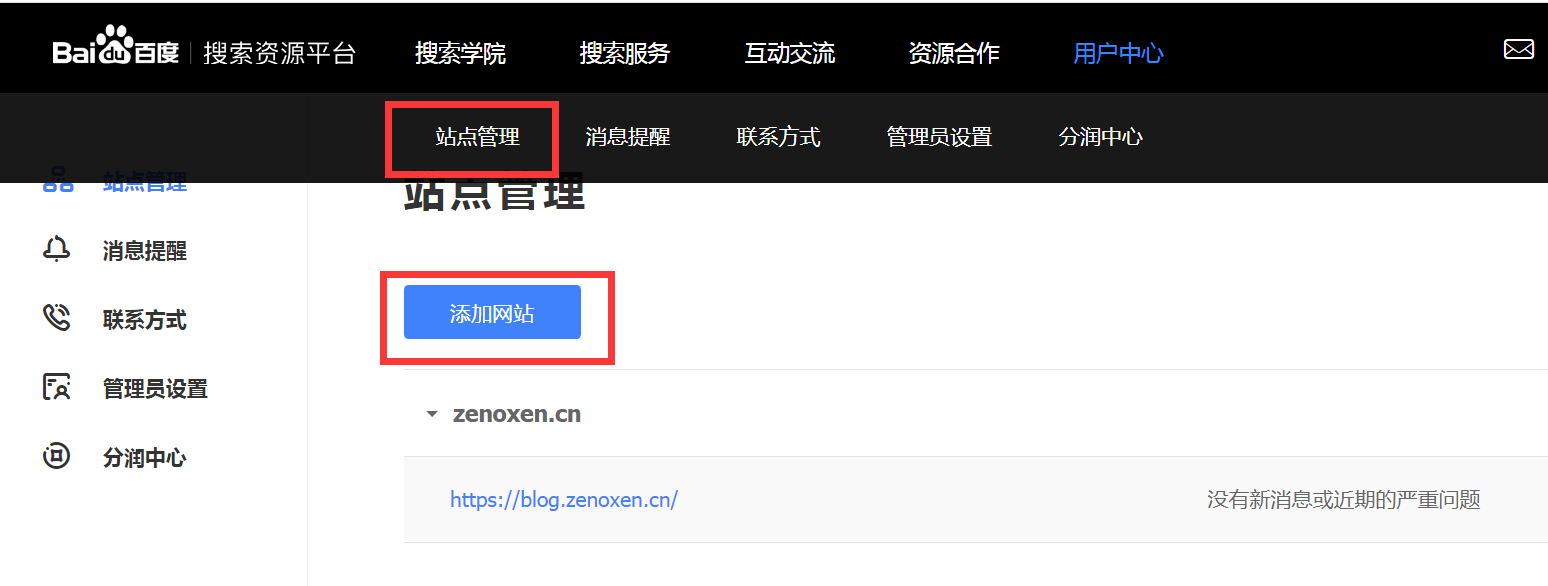 Bai du 百度 搜索资源平台 搜索学院 搜索服务 互动交流 资源合作 用户中心
站点管理 消息提醒 联系方式 管理员设置 分润中心
站点管理
站点管理
消息提醒
添加网站
联系方式
管理员设置
zenoxen.cn
分润中心
https://blog.zenoxen.cn/ 没有新消息或近期的严重问题